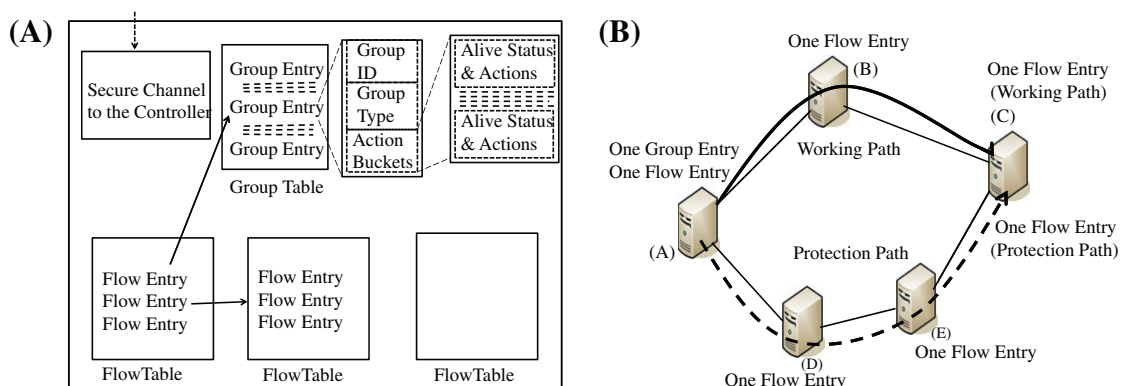 (A)
Secure Channel
to the Controller
Group Entry
Group Entry
Group Entry
Group Table
Group
ID
Group
Type
Action
Buckets
Alive Status
& Actions
Alive Status
& Actions
Flow Entry
Flow Entry
Flow Entry
FlowTable
Flow Entry
Flow Entry
Flow Entry
FlowTable
FlowTable
(B)
One Flow Entry
(B)
One Flow Entry
(Working Path)
(C)
One Group Entry
One Flow Entry
Working Path
(A)
Protection Path
One Flow Entry
(Protection Path)
(E)
One Flow Entry
(D)
One Flow Entry